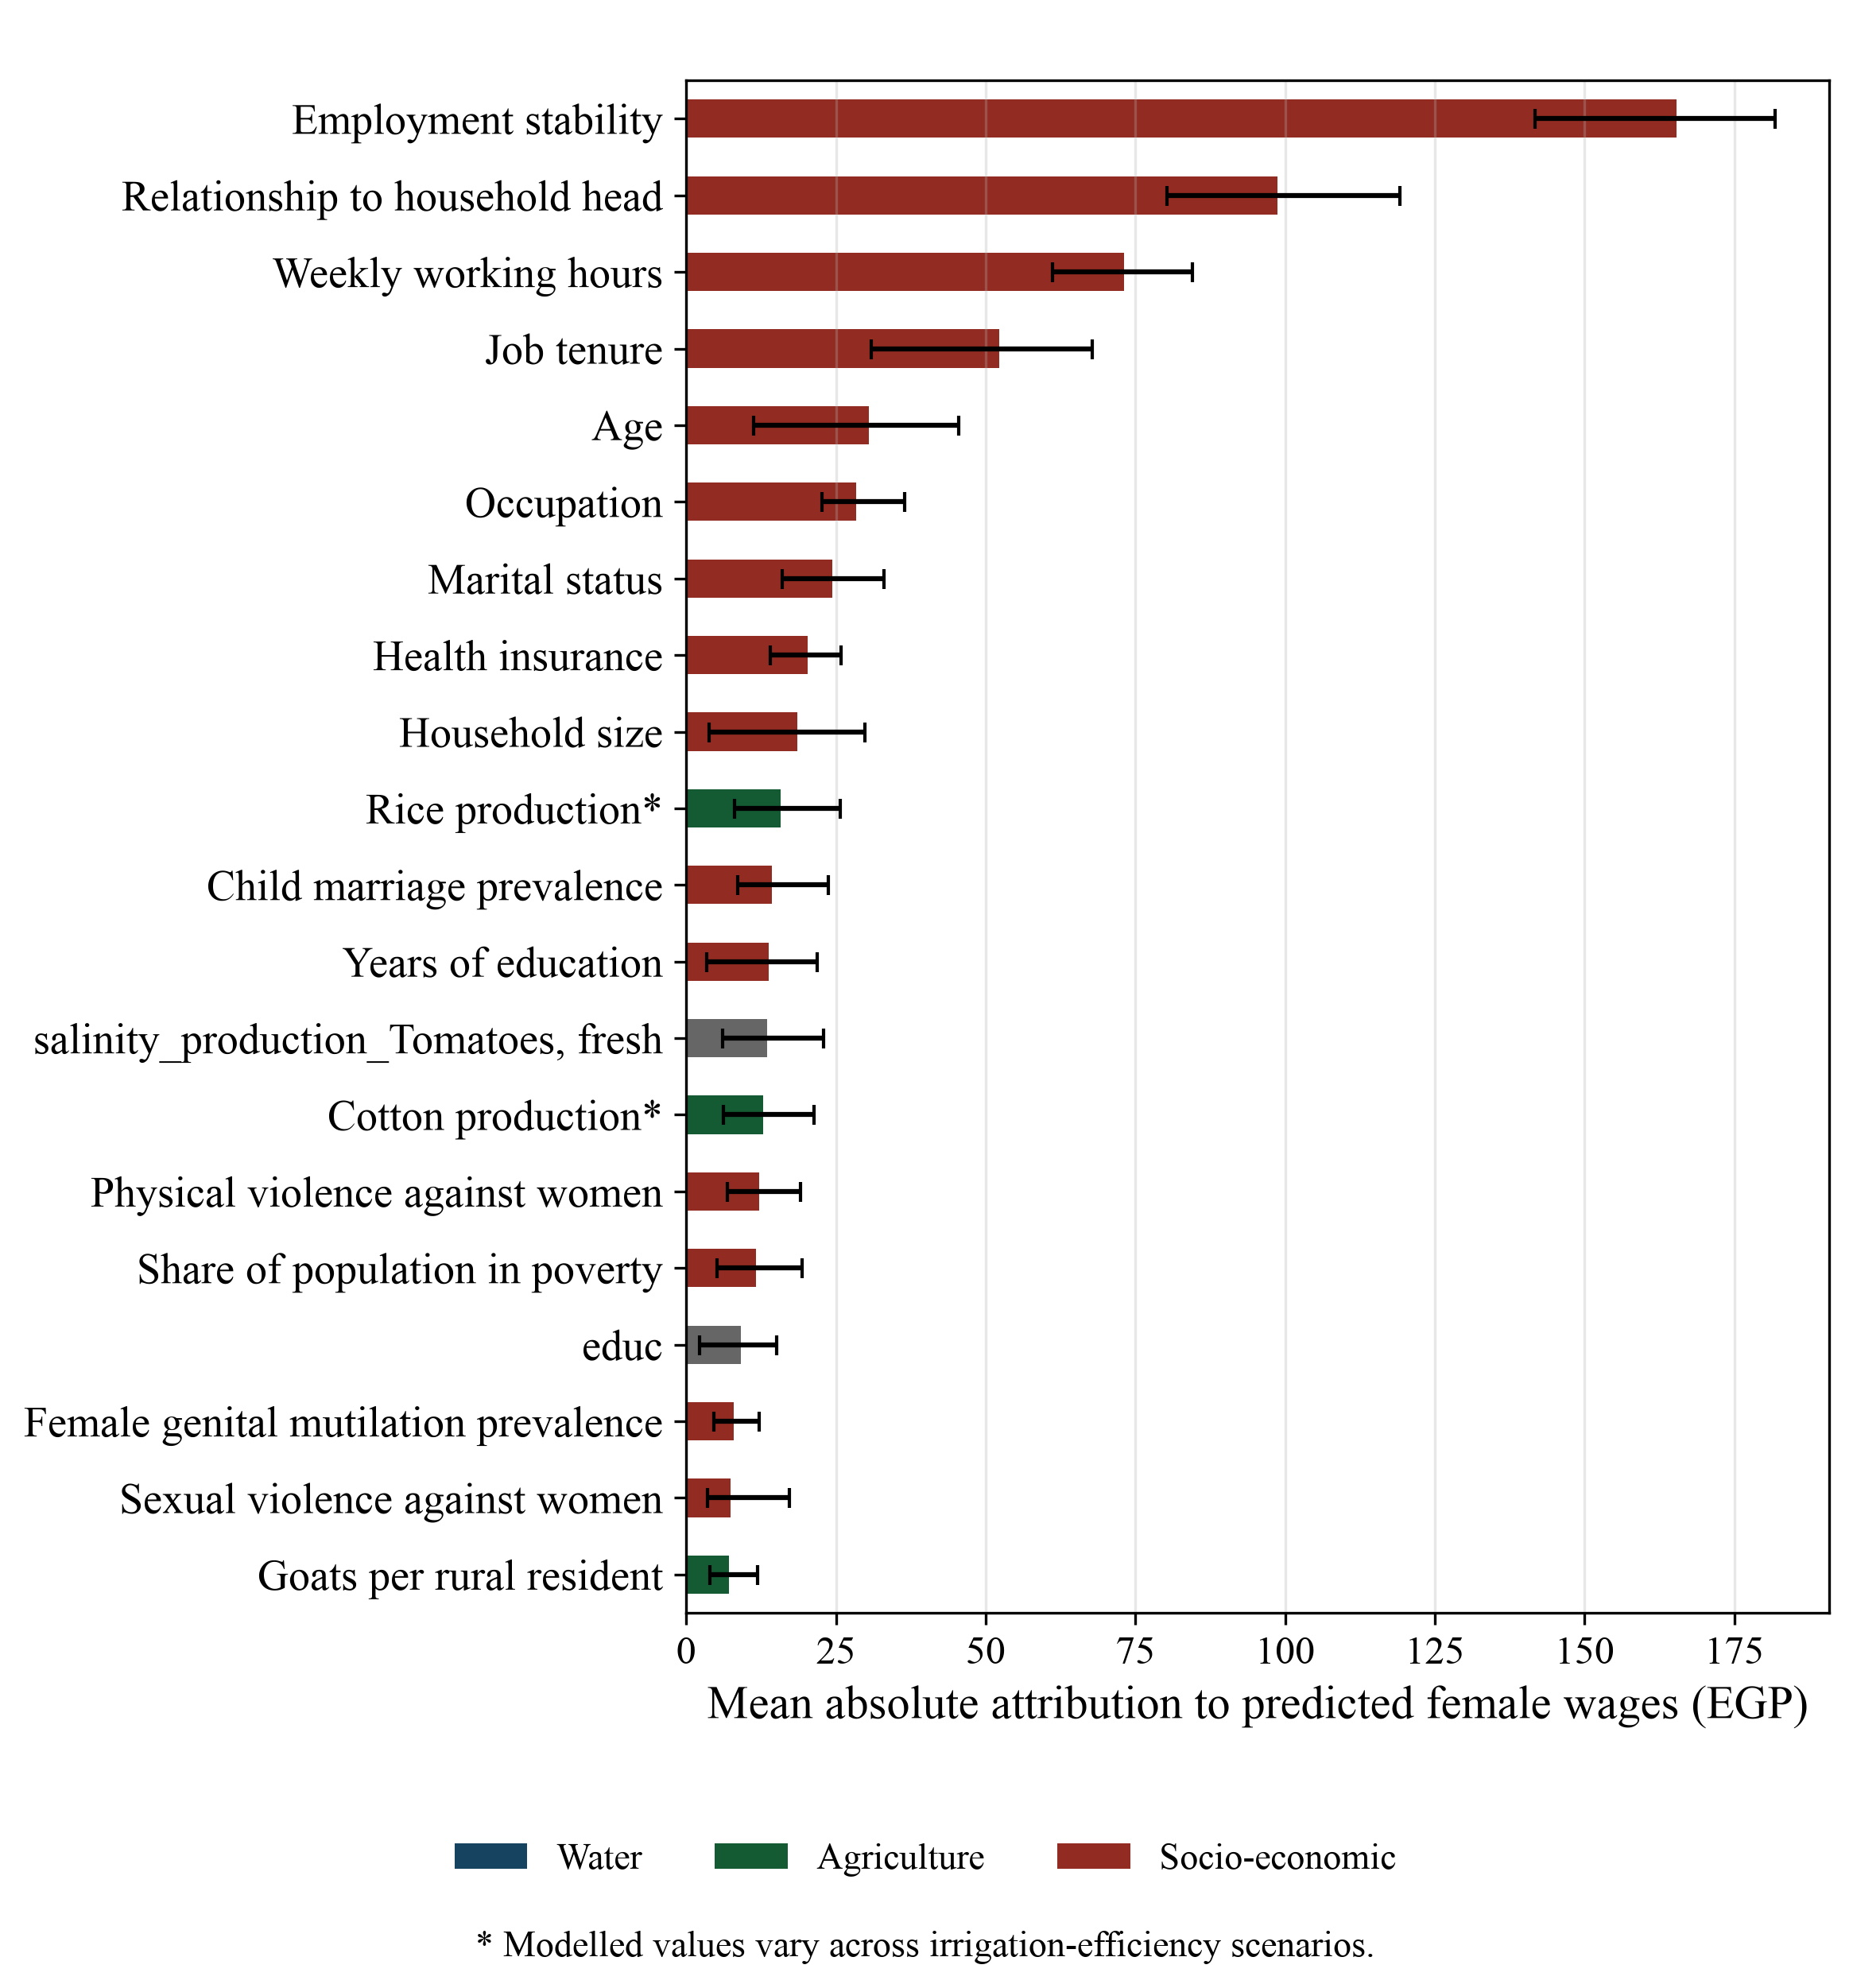 Employment stability
Relationship to household head
Weekly working hours
Job tenure
Age
Occupation
Marital status
Health insurance
Household size
Rice production*
Child marriage prevalence
Years of education
salinity_production_Tomatoes, fresh
Cotton production*
Physical violence against women
Share of population in poverty
educ
Female genital mutilation prevalence
Sexual violence against women
Goats per rural resident
0 25 50 75 100 125 150 175
Mean absolute attribution to predicted female wages (EGP)
Water Agriculture Socio-economic
* Modelled values vary across irrigation-efficiency scenarios.